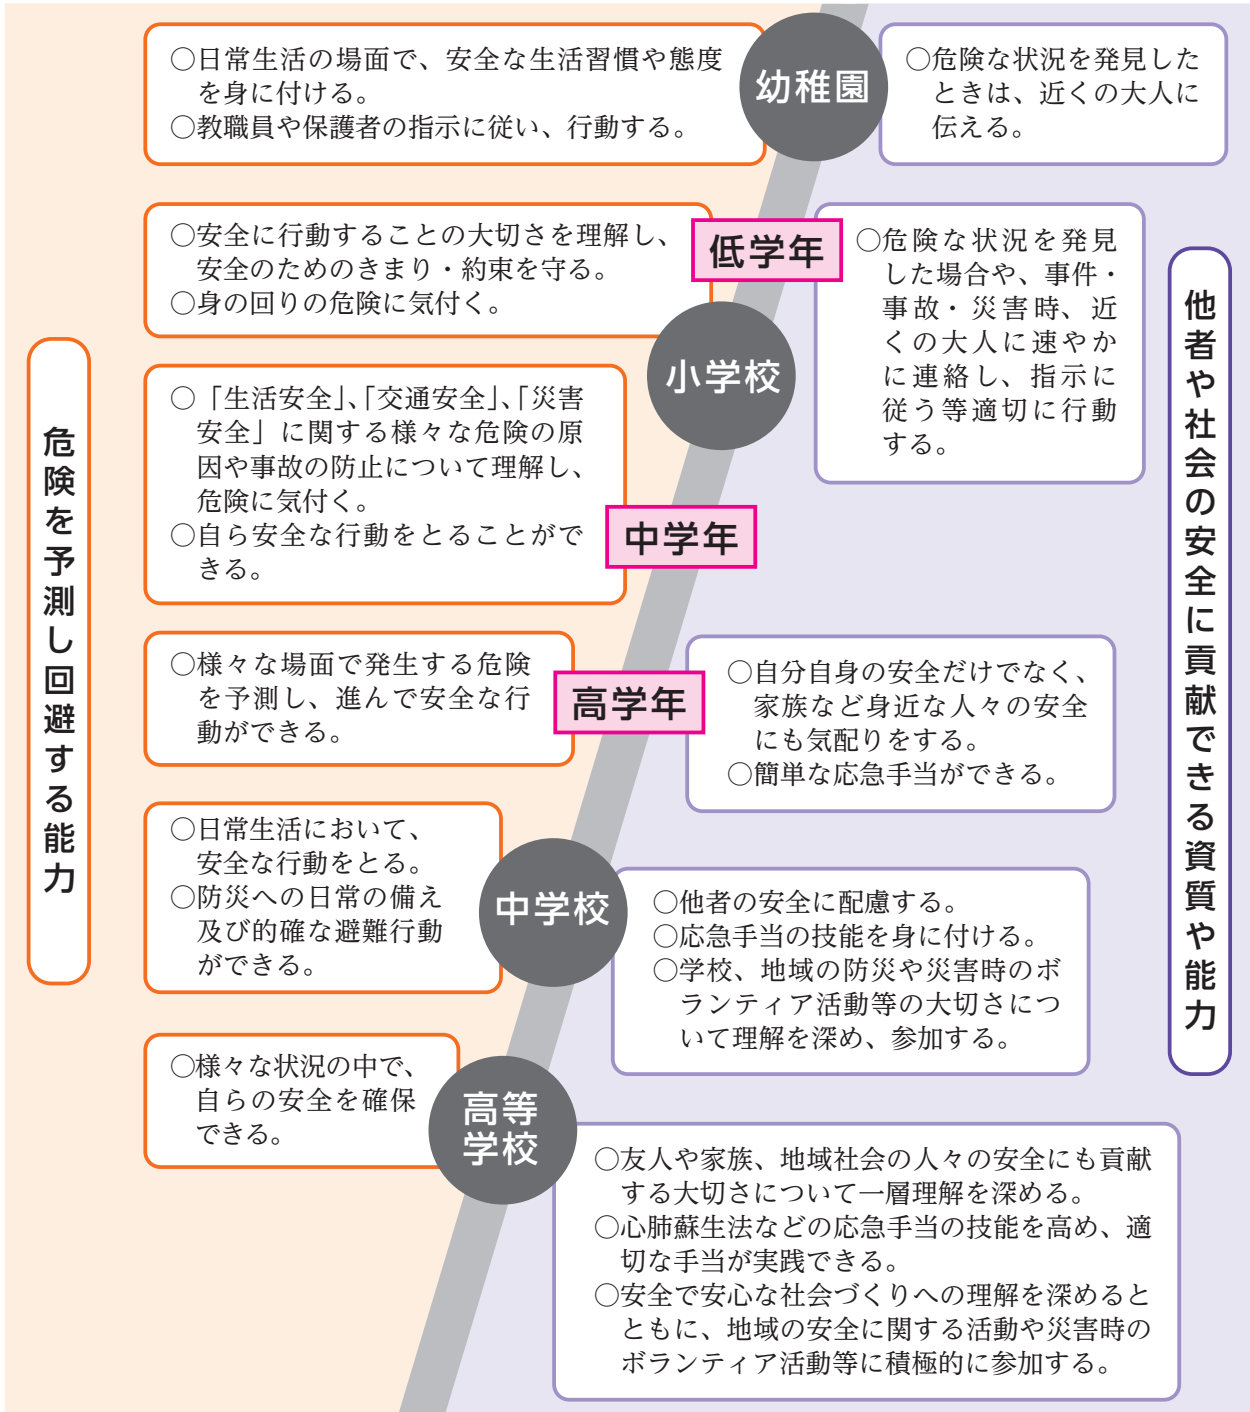 危険を予測し回避する能力
○日常生活の場面で、安全な生活習慣や態度
を身に付ける。
○教職員や保護者の指示に従い、行動する。
幼稚園
○危険な状況を発見した
ときは、近くの大人に
伝える。
○安全に行動することの大切さを理解し、
安全のためのきまり・約束を守る。
○身の回りの危険に気付く。
低学年
○危険な状況を発見
した場合や、事件・
事故・災害時、近
くの大人に速やか
に連絡し、指示に
従う等適切に行動
する。
小学校
○「生活安全」、「交通安全」、「災害
安全」に関する様々な危険の原
因や事故の防止について理解し、
危険に気付く。
○自ら安全な行動をとることがで
きる。
中学年
○様々な場面で発生する危険
を予測し、進んで安全な行
動ができる。
高学年
○自分自身の安全だけでなく、
家族など身近な人々の安全
にも気配りをする。
○簡単な応急手当ができる。
○日常生活において、
安全な行動をとる。
○防災への日常の備え
及び的確な避難行動
ができる。
中学校
○他者の安全に配慮する。
○応急手当の技能を身に付ける。
○学校、地域の防災や災害時のボ
ランティア活動等の大切さにつ
いて理解を深め、参加する。
○様々な状況の中で、
自らの安全を確保
できる。
高等
学校
○友人や家族、地域社会の人々の安全にも貢献
する大切さについて一層理解を深める。
○心肺蘇生法などの応急手当の技能を高め、適
切な手当が実践できる。
○安全で安心な社会づくりへの理解を深めると
ともに、地域の安全に関する活動や災害時の
ボランティア活動等に積極的に参加する。
他者や社会の安全に貢献できる資質や能力